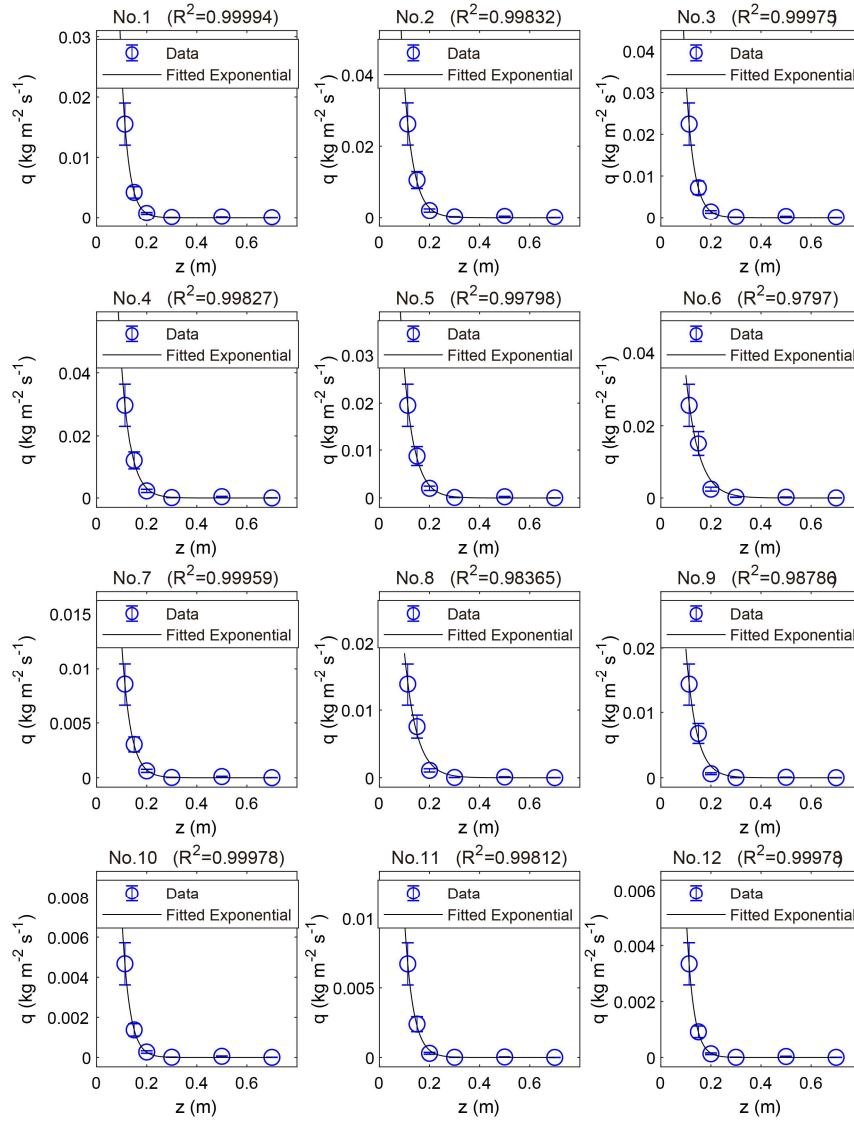 No.1 (R²=0.99994)
0.03
0.02
0.01
0
q (kg m⁻² s⁻¹)
Data
Fitted Exponential
0 0.2 0.4 0.6
z (m)
No.2 (R²=0.99832)
0.04
0.02
0
q (kg m⁻² s⁻¹)
Data
Fitted Exponential
0 0.2 0.4 0.6
z (m)
No.3 (R²=0.99975)
0.04
0.03
0.02
0.01
0
q (kg m⁻² s⁻¹)
Data
Fitted Exponential
0 0.2 0.4 0.6
z (m)
No.4 (R²=0.99827)
0.04
0.02
0
q (kg m⁻² s⁻¹)
Data
Fitted Exponential
0 0.2 0.4 0.6
z (m)
No.5 (R²=0.99798)
0.03
0.02
0.01
0
q (kg m⁻² s⁻¹)
Data
Fitted Exponential
0 0.2 0.4 0.6
z (m)
No.6 (R²=0.9797)
0.04
0.02
0
q (kg m⁻² s⁻¹)
Data
Fitted Exponential
0 0.2 0.4 0.6
z (m)
No.7 (R²=0.99959)
0.015
0.01
0.005
0
q (kg m⁻² s⁻¹)
Data
Fitted Exponential
0 0.2 0.4 0.6
z (m)
No.8 (R²=0.98365)
0.02
0.01
0
q (kg m⁻² s⁻¹)
Data
Fitted Exponential
0 0.2 0.4 0.6
z (m)
No.9 (R²=0.98786)
0.02
0.01
0
q (kg m⁻² s⁻¹)
Data
Fitted Exponential
0 0.2 0.4 0.6
z (m)
No.10 (R²=0.99978)
0.008
0.006
0.004
0.002
0
q (kg m⁻² s⁻¹)
Data
Fitted Exponential
0 0.2 0.4 0.6
z (m)
No.11 (R²=0.99812)
0.01
0.005
0
q (kg m⁻² s⁻¹)
Data
Fitted Exponential
0 0.2 0.4 0.6
z (m)
No.12 (R²=0.99978)
0.006
0.004
0.002
0
q (kg m⁻² s⁻¹)
Data
Fitted Exponential
0 0.2 0.4 0.6
z (m)